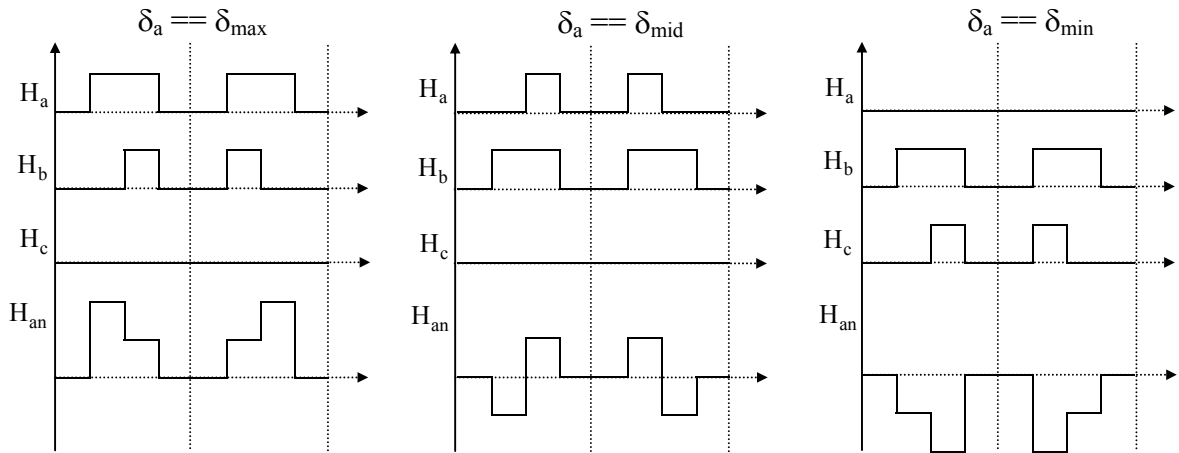 δa == δmax
Ha
Hb
Hc
Han
δa == δmid
Ha
Hb
Hc
Han
δa == δmin
Ha
Hb
Hc
Han